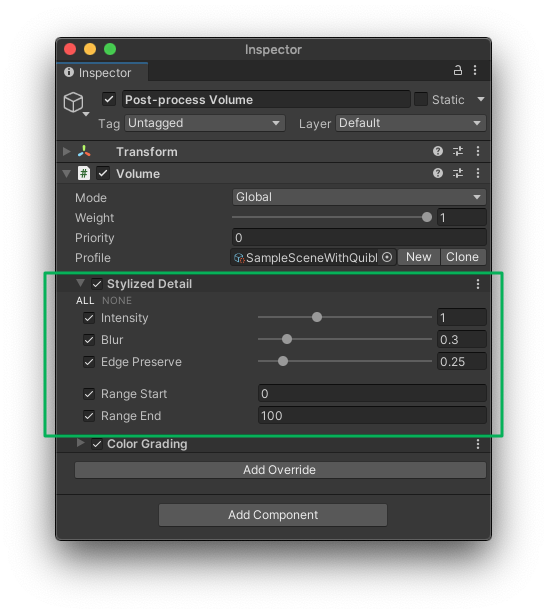 Inspector
Inspector
Post-process Volume Static
Tag Untagged Layer Default
Transform
# Volume
Mode Global
Weight 1
Priority 0
Profile SampleSceneWithQuibl New Clone
Stylized Detail
ALL NONE
Intensity 1
Blur 0.3
Edge Preserve 0.25
Range Start 0
Range End 100
Color Grading
Add Override
Add Component